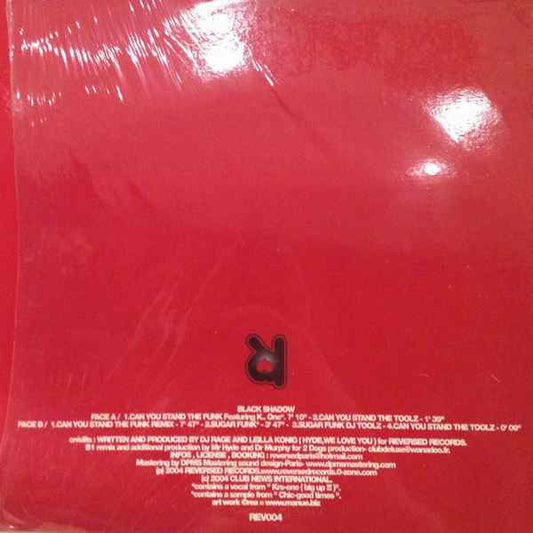 BLACK SHADOW
FACE A / 1.CAN YOU STAND THE FUNK Featuring K.. One*. 7' 10" - 2.CAN YOU STAND THE TOOLZ - 1' 39"
FACE B / 1.CAN YOU STAND THE FUNK REMIX - 7' 47" - 2.SUGAR FUNK* - 3' 47" - 3.SUGAR FUNK DJ TOOLZ - 4.CAN YOU STAND THE TOOLZ - 0' 09"
crédits : WRITTEN AND PRODUCED BY DJ RAGE AND LEILLA KONIG ( HYDE,WE LOVE YOU ) for REVERSED RECORDS.
B1 remix and additional production by Mr Hyde and Dr Murphy for 2 Dogs production- clubdeluxe@wanadoo.fr.
INFOS , LICENSE , BOOKING : reversedparis@hotmail.com
Mastering by DPMS Mastering sound design-Paris- www.dpmsmastering.com
(p) 2004 REVERSED RECORDS.www.reversedrecords.0-zone.com
(c) 2004 CLUB NEWS INTERNATIONAL.
*contains a vocal from " Krs-one ( big up !!! )".
*contains a sample from " Chic-good times ".
art work ©rea = www.manue.biz
REV004